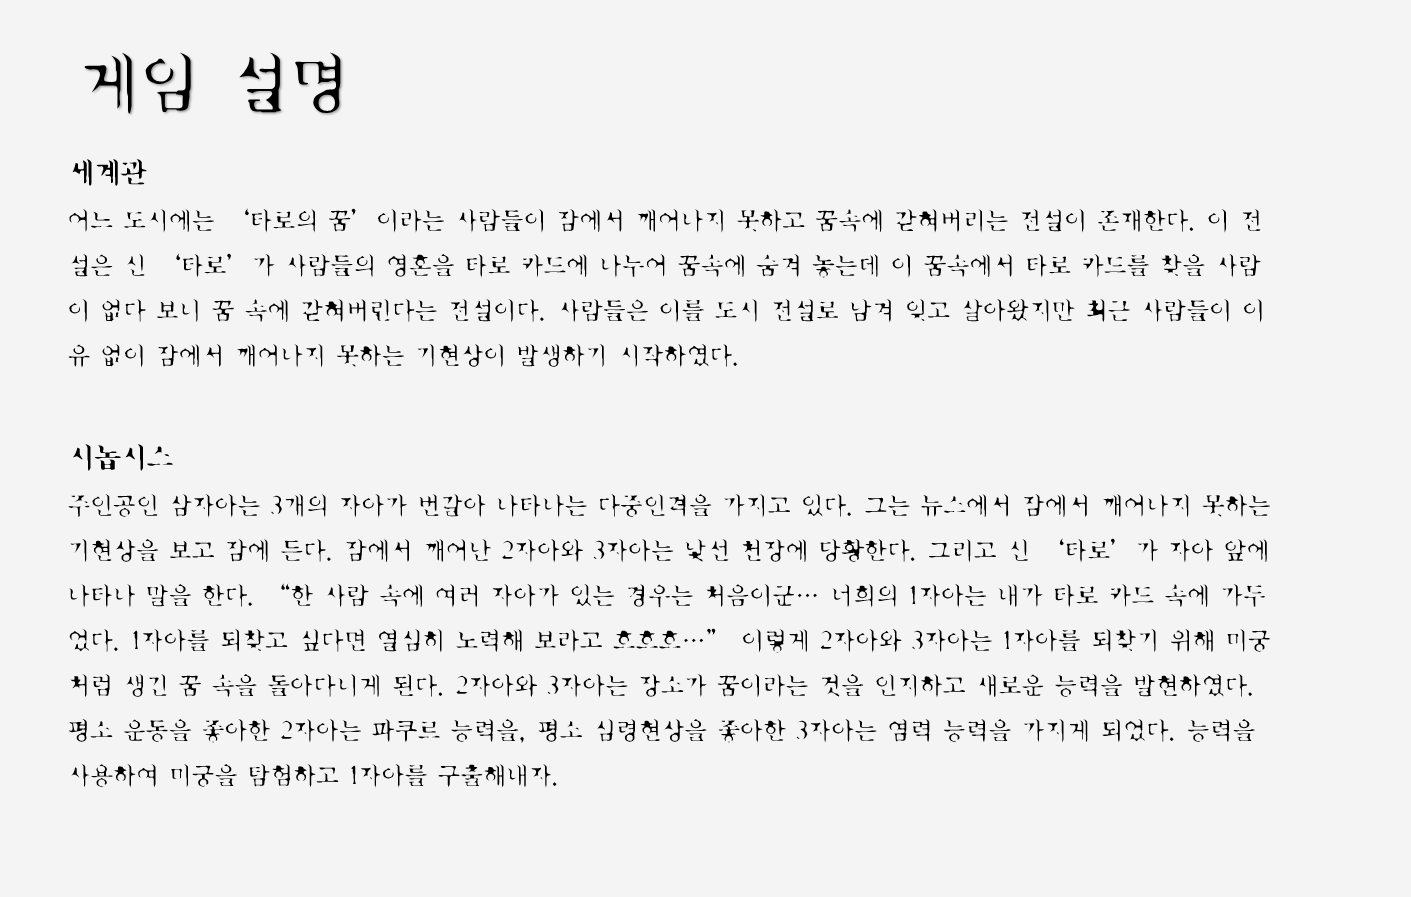 게임 설명
세계관
어느 도시에는 ‘타로의 꿈’ 이라는 사람들이 잠에서 깨어나지 못하고 꿈속에 갇혀버리는 전설이 존재한다. 이 전
설은 신 ‘타로’ 가 사람들의 영혼을 타로 카드에 나누어 꿈속에 숨겨 놓는데 이 꿈속에서 타로 카드를 찾을 사람
이 없다 보니 꿈 속에 갇혀버린다는 전설이다. 사람들은 이를 도시 전설로 남겨 잊고 살아왔지만 최근 사람들이 이
유 없이 잠에서 깨어나지 못하는 기현상이 발생하기 시작하였다.
시놉시스
주인공인 삼자아는 3개의 자아가 번갈아 나타나는 다중인격을 가지고 있다. 그는 뉴스에서 잠에서 깨어나지 못하는
기현상을 보고 잠에 든다. 잠에서 깨어난 2자아와 3자아는 낯선 천장에 당황한다. 그리고 신 ‘타로’ 가 자아 앞에
나타나 말을 한다. “한 사람 속에 여러 자아가 있는 경우는 처음이군… 너희의 1자아는 내가 타로 카드 속에 가두
었다. 1자아를 되찾고 싶다면 열심히 노력해 보라고 흐흐흐…” 이렇게 2자아와 3자아는 1자아를 되찾기 위해 미궁
처럼 생긴 꿈 속을 돌아다니게 된다. 2자아와 3자아는 장소가 꿈이라는 것을 인지하고 새로운 능력을 발현하였다.
평소 운동을 좋아한 2자아는 파쿠르 능력을, 평소 심령현상을 좋아한 3자아는 염력 능력을 가지게 되었다. 능력을
사용하여 미궁을 탐험하고 1자아를 구출해내자.